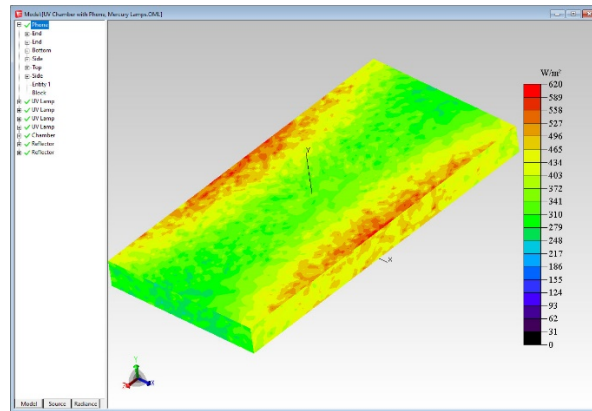 Model:[UV Chamber with Phone, Mercury Lamps.OML]
Phone
End
End
Bottom
Side
Top
Side
Entity 1
Block
UV Lamp
UV Lamp
UV Lamp
UV Lamp
Chamber
Reflector
Reflector
Y
X
W/m²
620
589
558
527
496
465
434
403
372
341
310
279
248
217
186
155
124
93
62
31
0
Y
Model Source Radiance